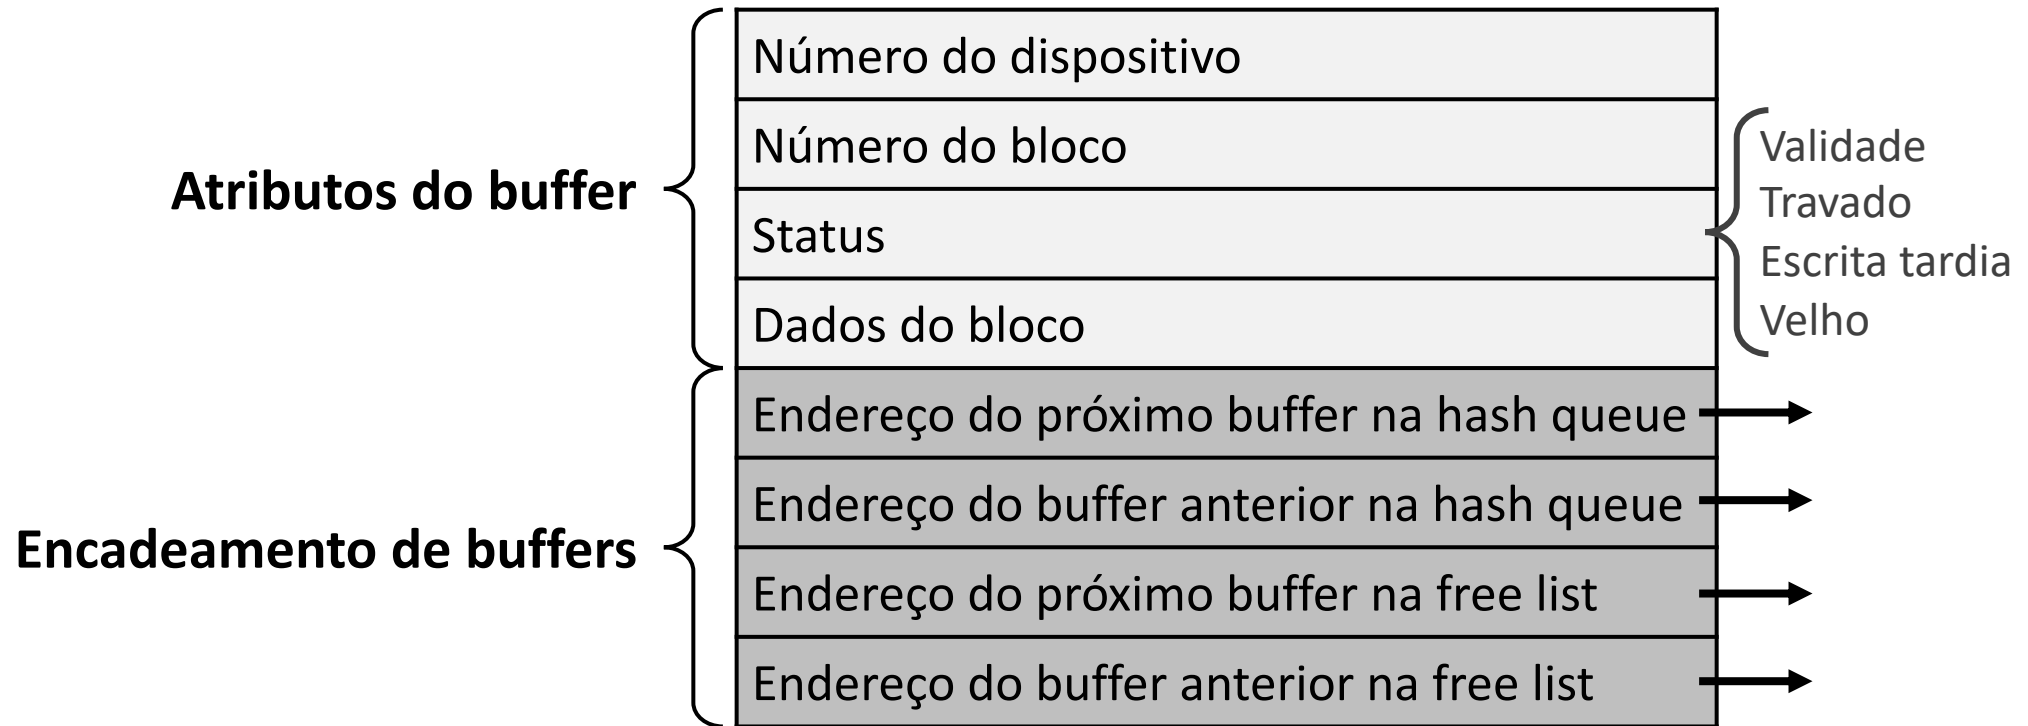 Atributos do buffer
Número do dispositivo
Número do bloco
Status
Dados do bloco
Validade
Travado
Escrita tardia
Velho
Encadeamento de buffers
Endereço do próximo buffer na hash queue
Endereço do buffer anterior na hash queue
Endereço do próximo buffer na free list
Endereço do buffer anterior na free list